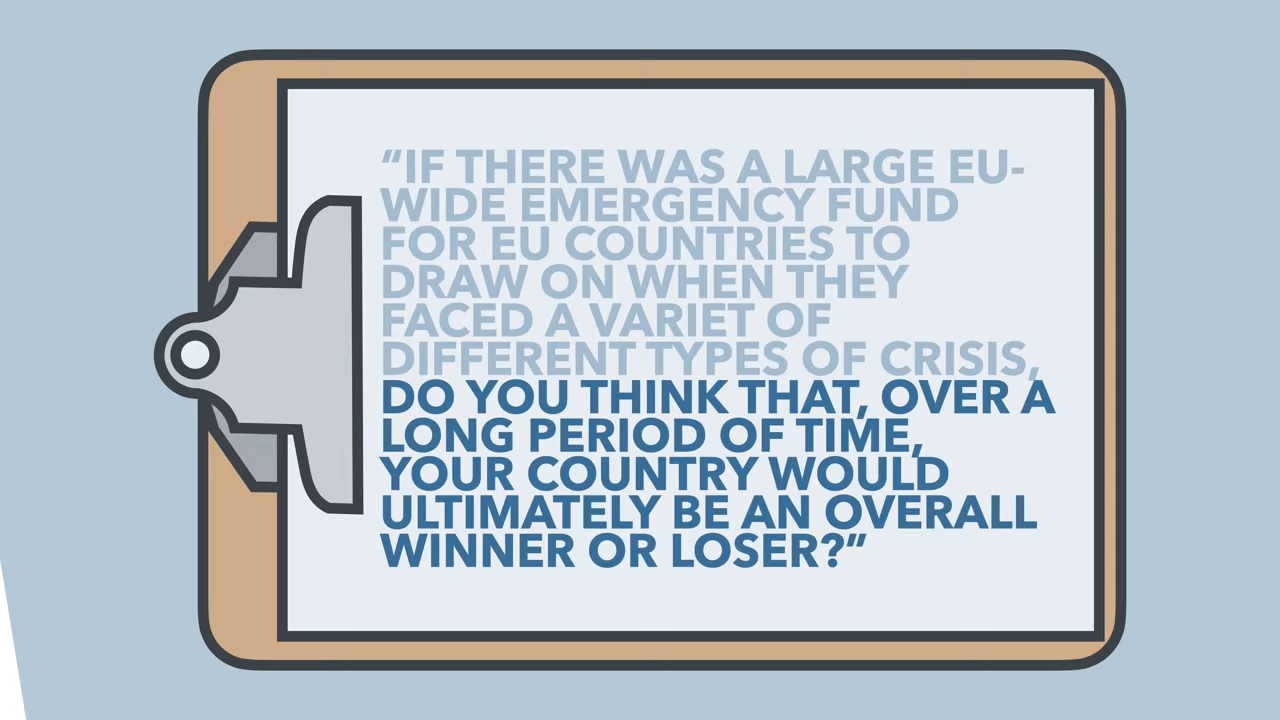 “IF THERE WAS A LARGE EU-
WIDE EMERGENCY FUND
FOR EU COUNTRIES TO
DRAW ON WHEN THEY
FACED A VARIET OF
DIFFERENT TYPES OF CRISIS,
DO YOU THINK THAT, OVER A
LONG PERIOD OF TIME,
YOUR COUNTRY WOULD
ULTIMATELY BE AN OVERALL
WINNER OR LOSER?”